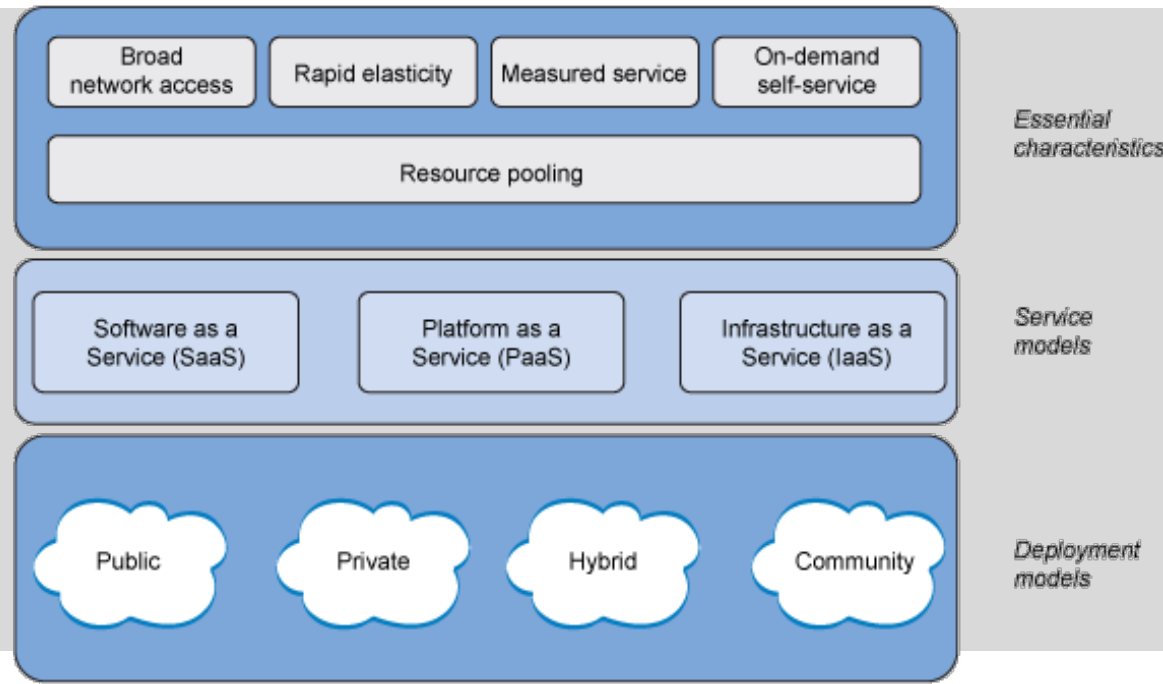 Broad
network access
Rapid elasticity
Measured service
On-demand
self-service
Resource pooling
Essential
characteristics
Software as a
Service (SaaS)
Platform as a
Service (PaaS)
Infrastructure as a
Service (IaaS)
Service
models
Public
Private
Hybrid
Community
Deployment
models